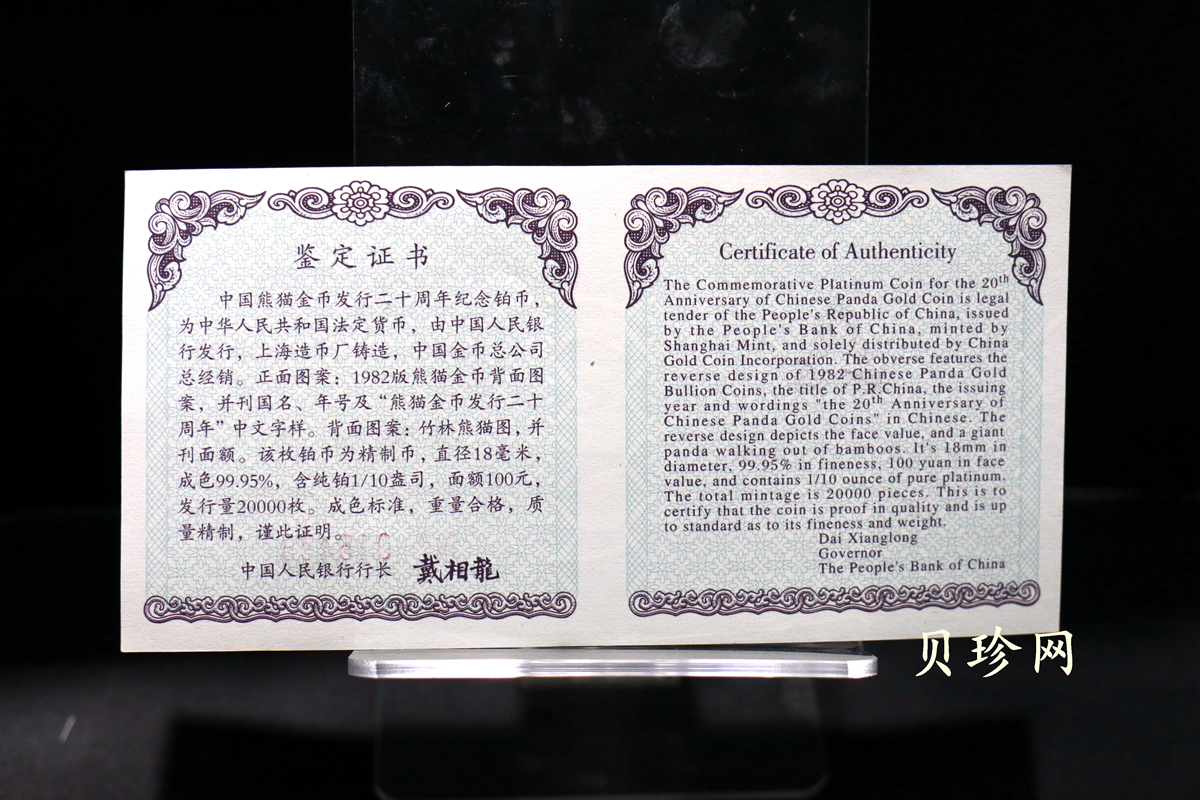 鉴定证书
中国熊猫金币发行二十周年纪念铂币，
为中华人民共和国法定货币，由中国人民银
行发行，上海造币厂铸造，中国金币总公司
总经销。正面图案：1982版熊猫金币背面图
案，并刊国名、年号及“熊猫金币发行二十
周年”中文字样。背面图案：竹林熊猫图，并
刊面额。该枚铂币为精制币，直径18毫米，
成色99.95%，含纯铂1/10盎司，面额100元，
发行量20000枚。成色标准，重量合格，质
量精制，谨此证明。
中国人民银行行长 戴相龍
Certificate of Authenticity
The Commemorative Platinum Coin for the 20th
Anniversary of Chinese Panda Gold Coin is legal
tender of the People's Republic of China, issued
by the People's Bank of China, minted by
Shanghai Mint, and solely distributed by China
Gold Coin Incorporation. The obverse features the
reverse design of 1982 Chinese Panda Gold
Bullion Coins, the title of P.R.China, the issuing
year and wordings "the 20th Anniversary of
Chinese Panda Gold Coins" in Chinese. The
reverse design depicts the face value, and a giant
panda walking out of bamboos. It's 18mm in
diameter, 99.95% in fineness, 100 yuan in face
value, and contains 1/10 ounce of pure platinum.
The total mintage is 20000 pieces. This is to
certify that the coin is proof in quality and is up
to standard as to its fineness and weight.
Dai Xianglong
Governor
The People's Bank of China
贝珍网